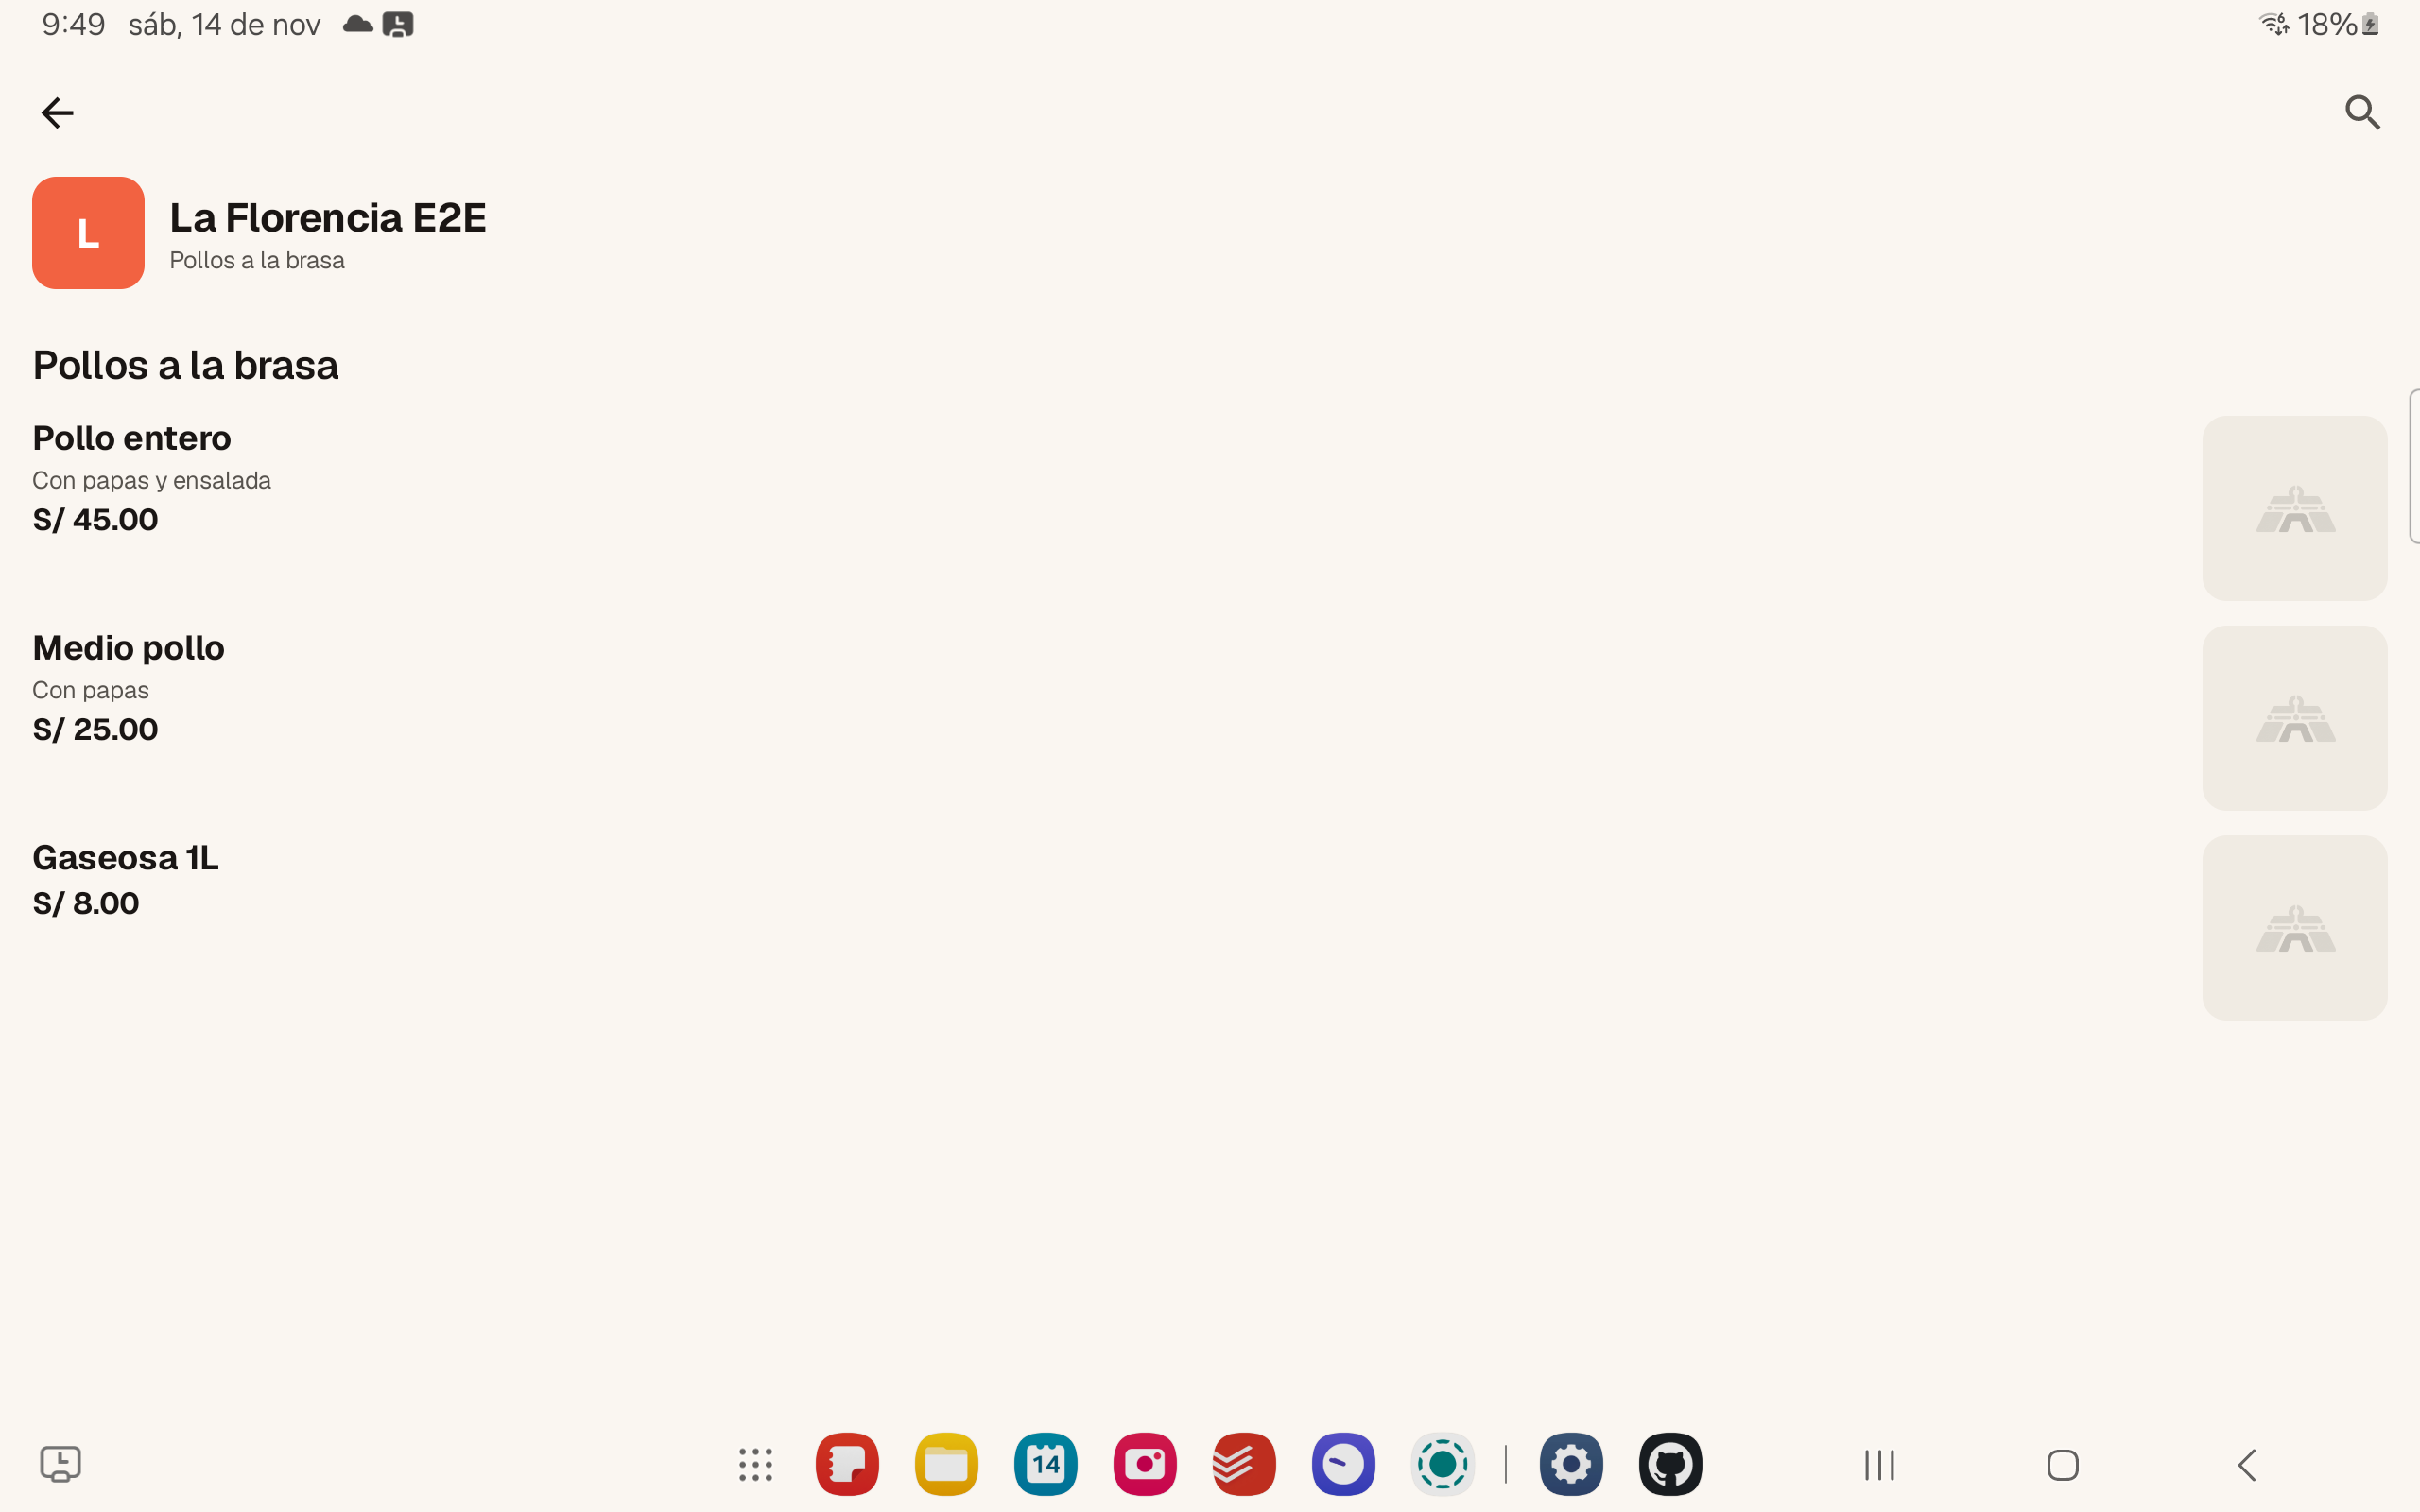 9:49 sáb, 14 de nov
6 18%
L
La Florencia E2E
Pollos a la brasa
Pollos a la brasa
Pollo entero
Con papas y ensalada
S/ 45.00
Medio pollo
Con papas
S/ 25.00
Gaseosa 1L
S/ 8.00
14